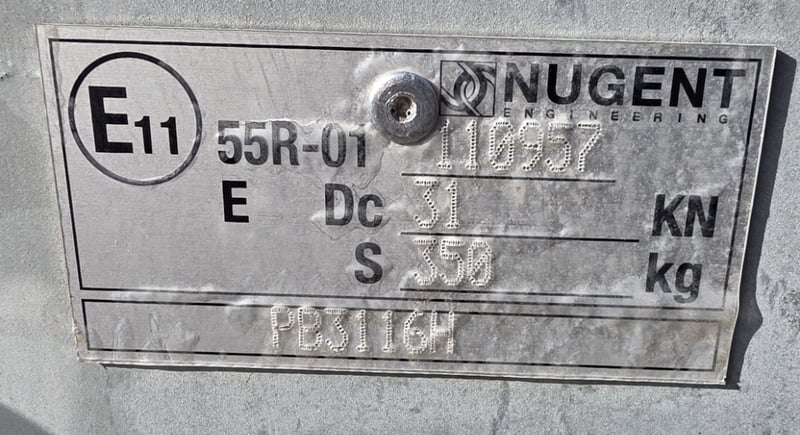 E11
NUGENT
ENGINEERING
55R-01 110957
E Dc 31 KN
S 350 kg
PB3116H